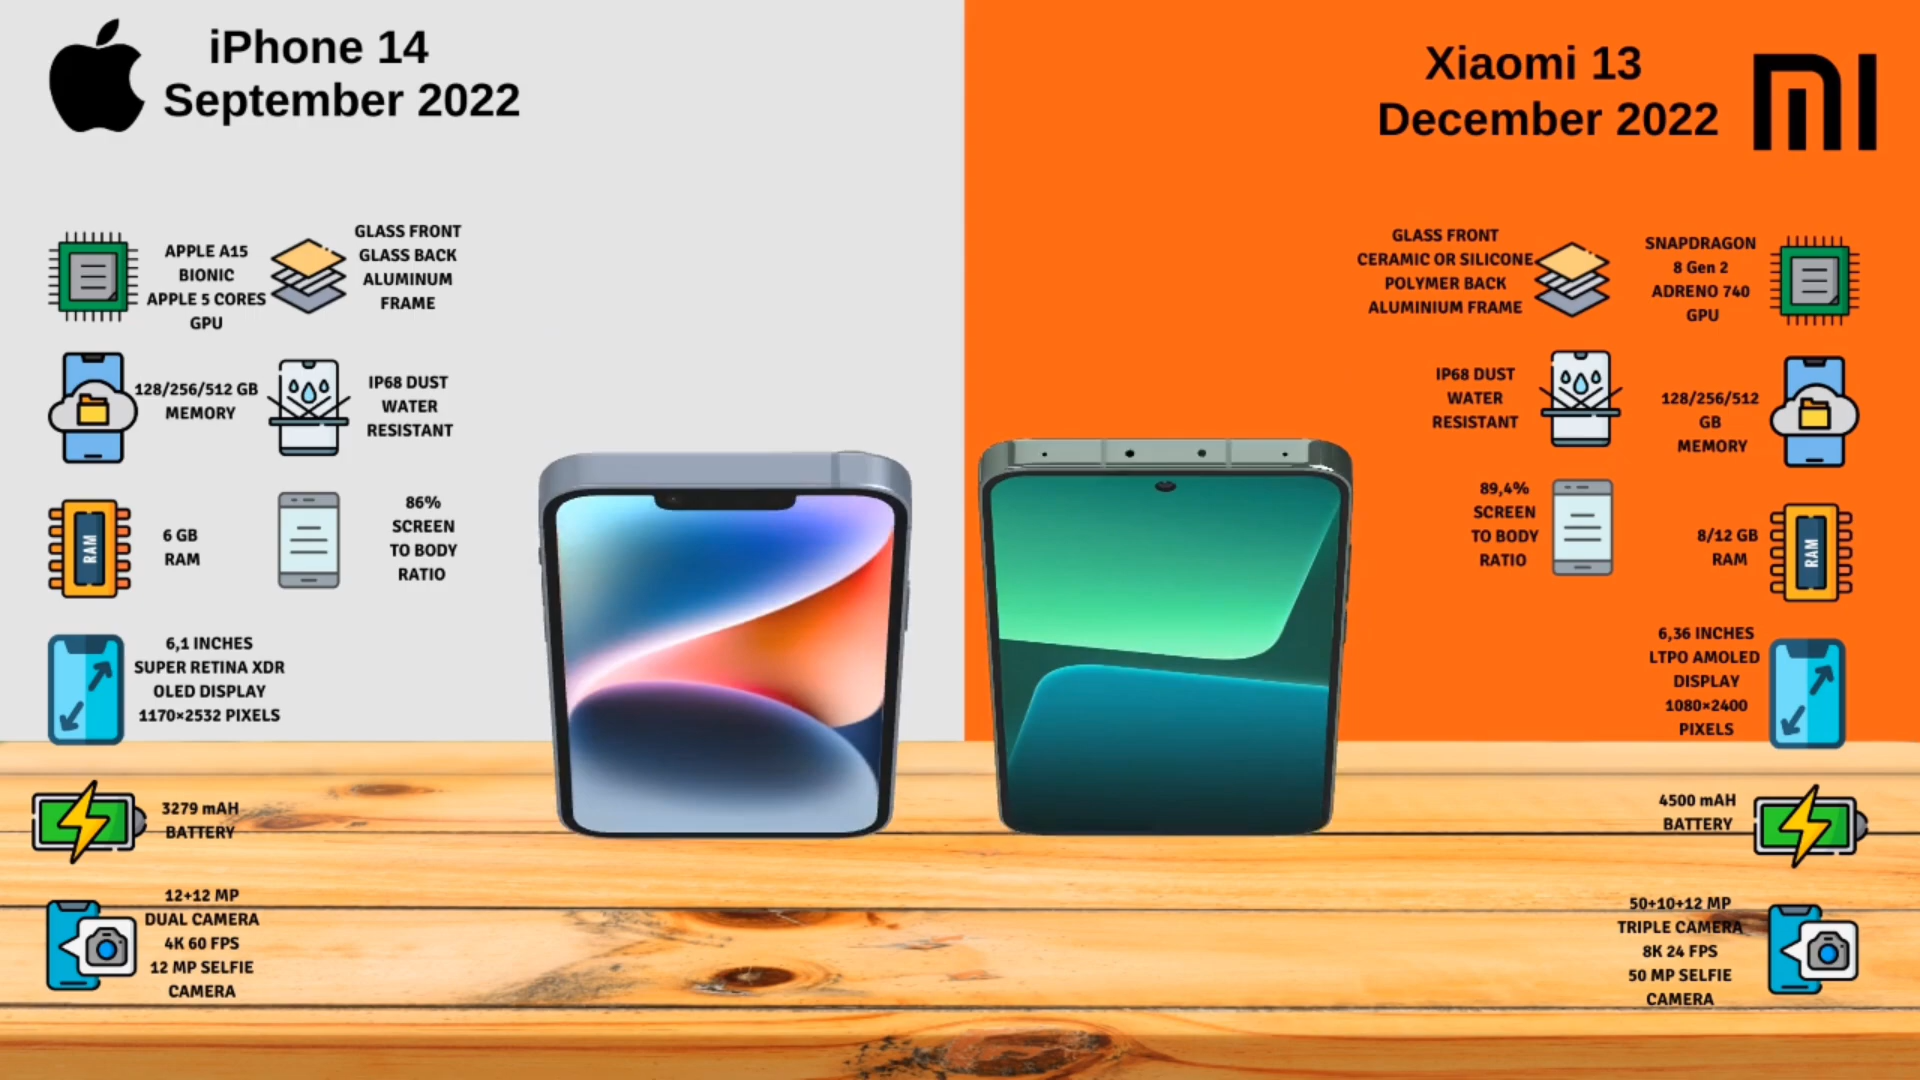 iPhone 14
September 2022
APPLE A15
BIONIC
APPLE 5 CORES
GPU
GLASS FRONT
GLASS BACK
ALUMINUM
FRAME
128/256/512 GB
MEMORY
IP68 DUST
WATER
RESISTANT
RAM
6 GB
RAM
86%
SCREEN
TO BODY
RATIO
6,1 INCHES
SUPER RETINA XDR
OLED DISPLAY
1170×2532 PIXELS
3279 mAH
BATTERY
12+12 MP
DUAL CAMERA
4K 60 FPS
12 MP SELFIE
CAMERA
Xiaomi 13
December 2022
MI
GLASS FRONT
CERAMIC OR SILICONE
POLYMER BACK
ALUMINIUM FRAME
SNAPDRAGON
8 Gen 2
ADRENO 740
GPU
IP68 DUST
WATER
RESISTANT
128/256/512
GB
MEMORY
89,4%
SCREEN
TO BODY
RATIO
8/12 GB
RAM
RAM
6,36 INCHES
LTPO AMOLED
DISPLAY
1080×2400
PIXELS
4500 mAH
BATTERY
50+10+12 MP
TRIPLE CAMERA
8K 24 FPS
50 MP SELFIE
CAMERA